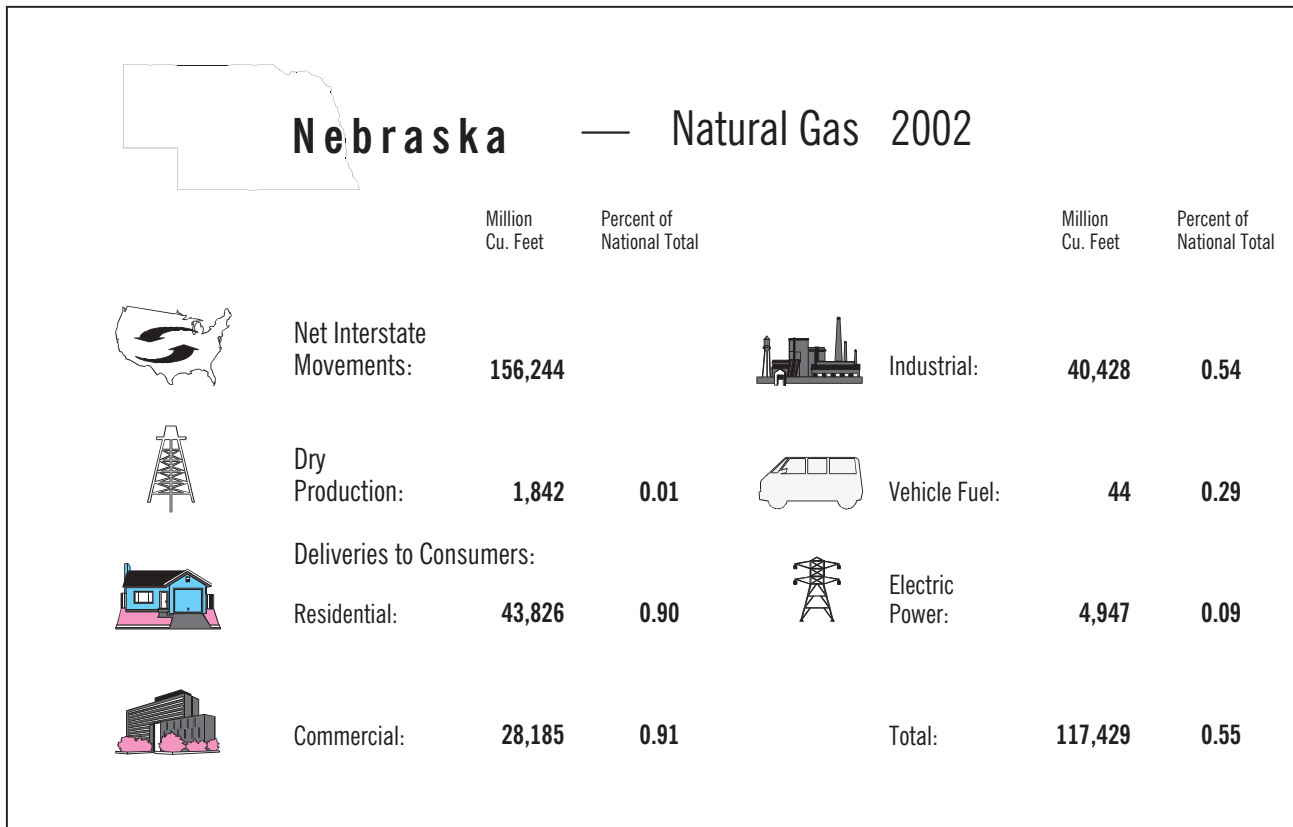 Nebraska — Natural Gas 2002
Million Cu. Feet
Percent of National Total
Million Cu. Feet
Percent of National Total
Net Interstate
Movements: 156,244
Industrial: 40,428 0.54
Dry
Production: 1,842 0.01
Vehicle Fuel: 44 0.29
Deliveries to Consumers:
Residential: 43,826 0.90
Electric
Power: 4,947 0.09
Commercial: 28,185 0.91
Total: 117,429 0.55